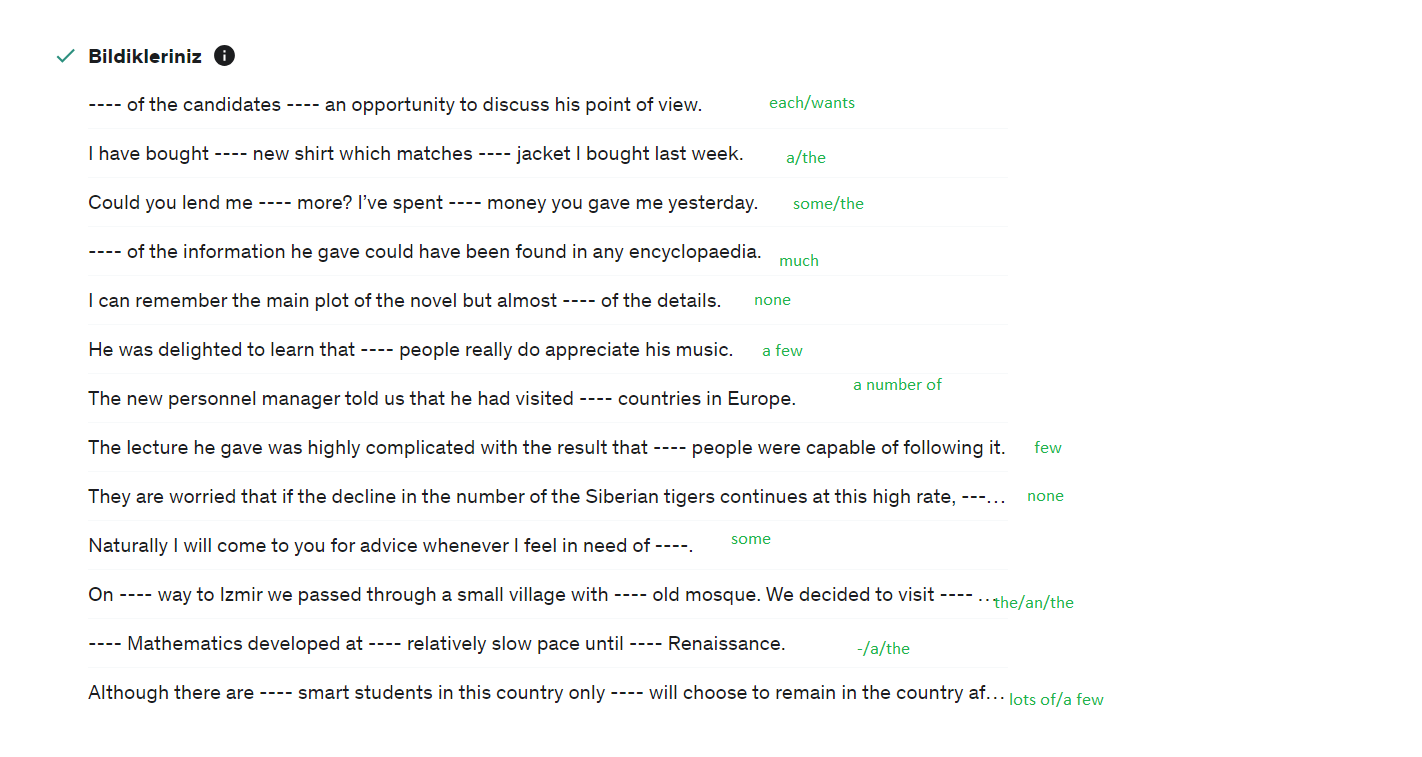 Bildikleriniz
---- of the candidates ---- an opportunity to discuss his point of view. each/wants
I have bought ---- new shirt which matches ---- jacket I bought last week. a/the
Could you lend me ---- more? I’ve spent ---- money you gave me yesterday. some/the
---- of the information he gave could have been found in any encyclopaedia. much
I can remember the main plot of the novel but almost ---- of the details. none
He was delighted to learn that ---- people really do appreciate his music. a few
The new personnel manager told us that he had visited ---- countries in Europe. a number of
The lecture he gave was highly complicated with the result that ---- people were capable of following it. few
They are worried that if the decline in the number of the Siberian tigers continues at this high rate, ---... none
Naturally I will come to you for advice whenever I feel in need of ----. some
On ---- way to Izmir we passed through a small village with ---- old mosque. We decided to visit ---- ... the/an/the
---- Mathematics developed at ---- relatively slow pace until ---- Renaissance. -/a/the
Although there are ---- smart students in this country only ---- will choose to remain in the country af... lots of/a few